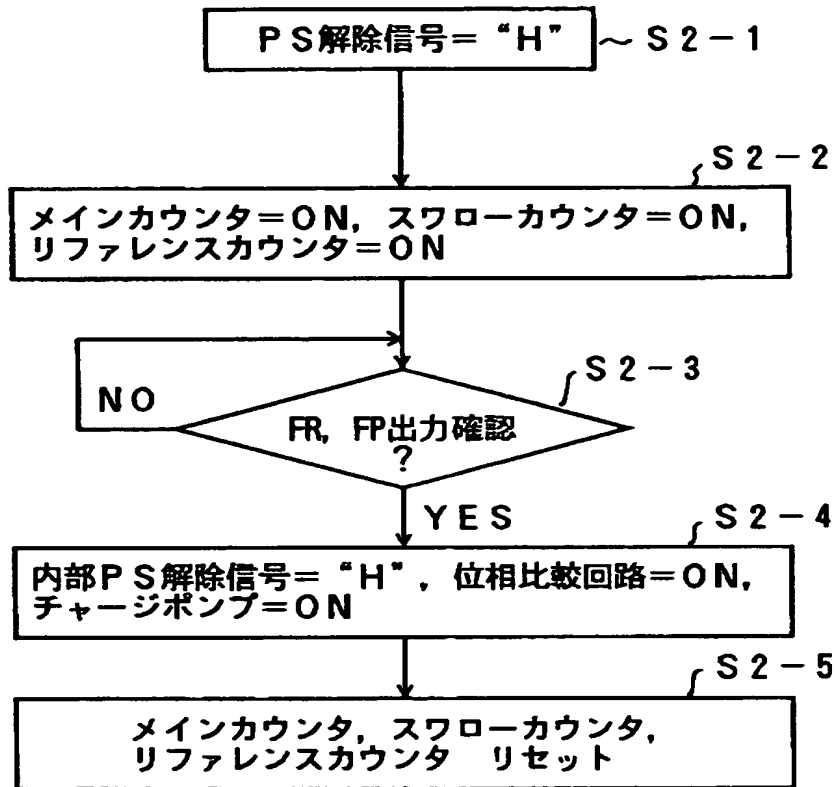 PS解除信号=“H” ～S2-1
S2-2
メインカウンタ=ON, スワローカウンタ=ON,
リファレンスカウンタ=ON
S2-3
NO
FR, FP出力確認
?
YES
S2-4
内部PS解除信号=“H”, 位相比較回路=ON,
チャージポンプ=ON
S2-5
メインカウンタ, スワローカウンタ,
リファレンスカウンタ リセット